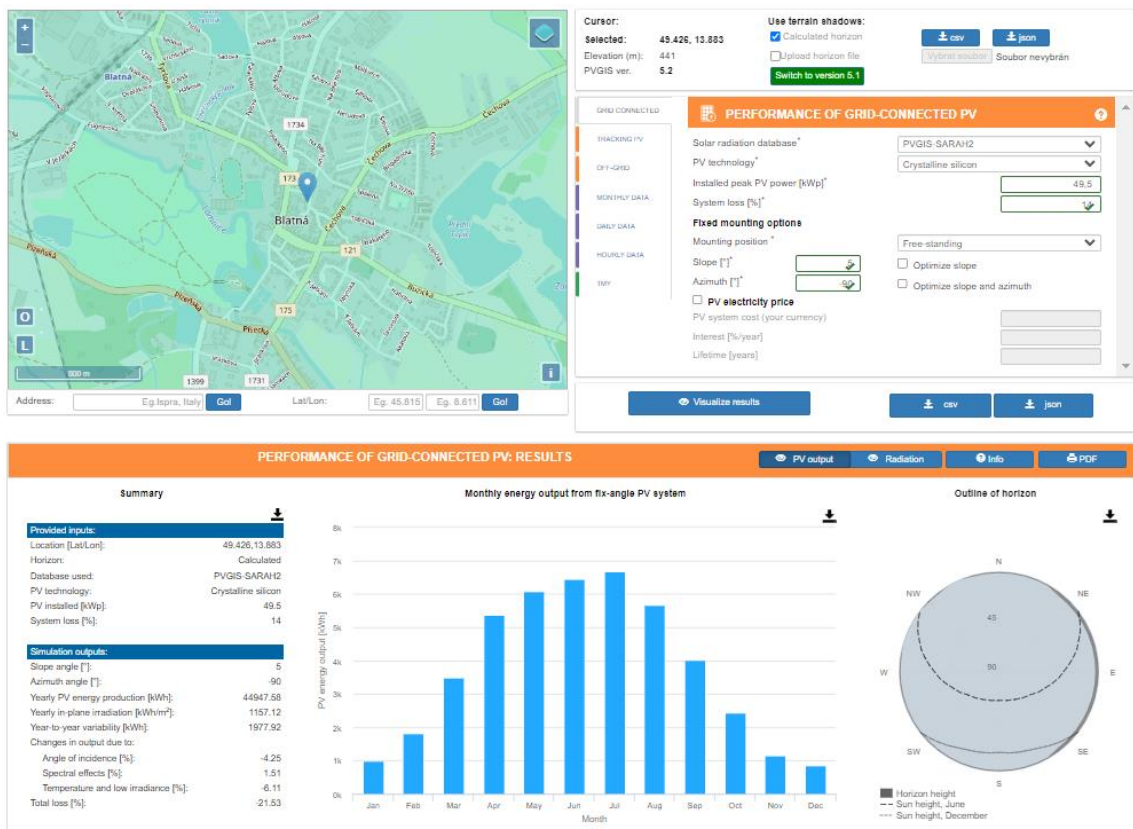 +
−
Blatná
1734
173
Čechova
Čechova
Blatná
121
Plzeňská
Plzeňská
Buzická
175
Písecká
O
L
500 m
1399
1731
i
Address:
Eg.Ispra, Italy
Go!
Lat/Lon:
Eg. 45.815
Eg. 8.611
Go!
Cursor:
Selected: 49.426, 13.883
Elevation (m): 441
PVGIS ver. 5.2
Use terrain shadows:
Calculated horizon
Upload horizon file
Switch to version 5.1
csv
json
Vybrat soubor Soubor nevybrán
GRID CONNECTED
TRACKING PV
OFF-GRID
MONTHLY DATA
DAILY DATA
HOURLY DATA
TMY
PERFORMANCE OF GRID-CONNECTED PV
?
Solar radiation database* PVGIS-SARAH2
PV technology* Crystalline silicon
Installed peak PV power [kWp]* 49,5
System loss [%]* 14
Fixed mounting options
Mounting position * Free-standing
Slope [°]* 5 Optimize slope
Azimuth [°]* -90 Optimize slope and azimuth
PV electricity price
PV system cost (your currency)
Interest [%/year]
Lifetime [years]
Visualize results
csv
json
PERFORMANCE OF GRID-CONNECTED PV: RESULTS
PV output
Radiation
Info
PDF
Summary
Provided inputs:
Location [Lat/Lon]: 49.426,13.883
Horizon: Calculated
Database used: PVGIS-SARAH2
PV technology: Crystalline silicon
PV installed [kWp]: 49.5
System loss [%]: 14
Simulation outputs:
Slope angle [°]: 5
Azimuth angle [°]: -90
Yearly PV energy production [kWh]: 44947.58
Yearly in-plane irradiation [kWh/m²]: 1157.12
Year-to-year variability [kWh]: 1977.92
Changes in output due to:
Angle of incidence [%]: -4.25
Spectral effects [%]: 1.51
Temperature and low irradiance [%]: -6.11
Total loss [%]: -21.53
Monthly energy output from fix-angle PV system
PV energy output [kWh]
8k
7k
6k
5k
4k
3k
2k
1k
0k
Jan Feb Mar Apr May Jun Jul Aug Sep Oct Nov Dec
Month
Outline of horizon
N
NW
NE
45
W
90
E
SW
SE
S
Horizon height
Sun height, June
Sun height, December